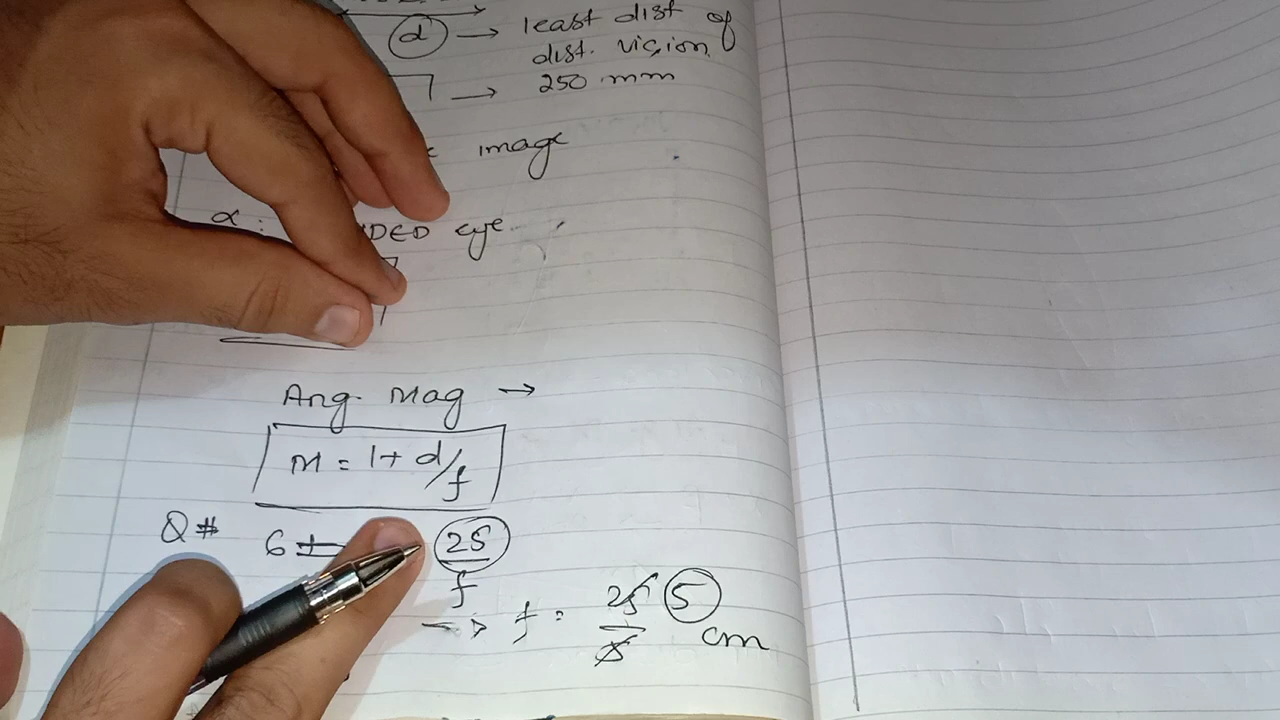 d → least dist of
dist. vision
→ 250 mm
image
α : DED eye
Ang. Mag →
M = 1 + d/f
Q# 6 25
f
→ f = 25 5
5 cm